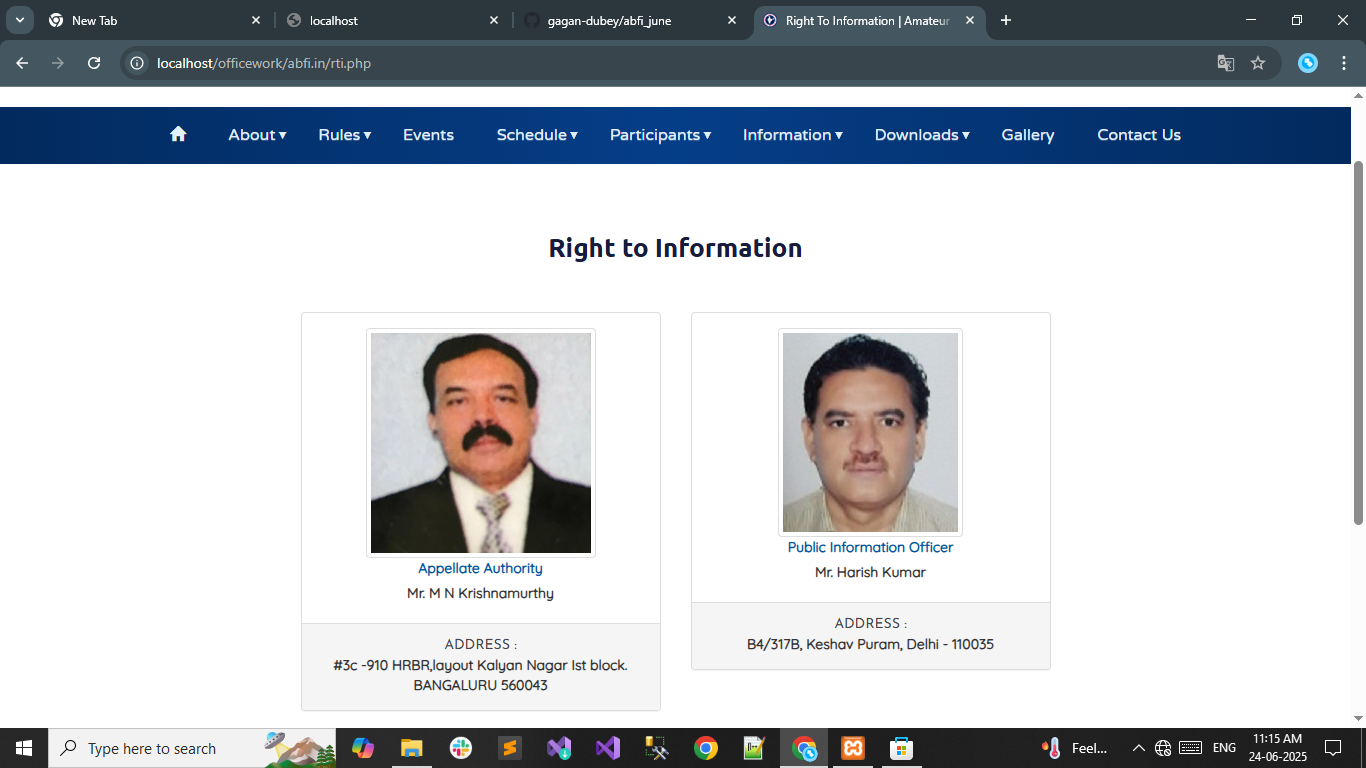 New Tab
localhost
gagan-dubey/abfi_june
Right To Information | Amateur
localhost/officework/abfi.in/rti.php
About
Rules
Events
Schedule
Participants
Information
Downloads
Gallery
Contact Us
Right to Information
Appellate Authority
Mr. M N Krishnamurthy
ADDRESS :
#3c -910 HRBR,layout Kalyan Nagar Ist block.
BANGALURU 560043
Public Information Officer
Mr. Harish Kumar
ADDRESS :
B4/317B, Keshav Puram, Delhi - 110035
Type here to search
Feel...
ENG
11:15 AM
24-06-2025